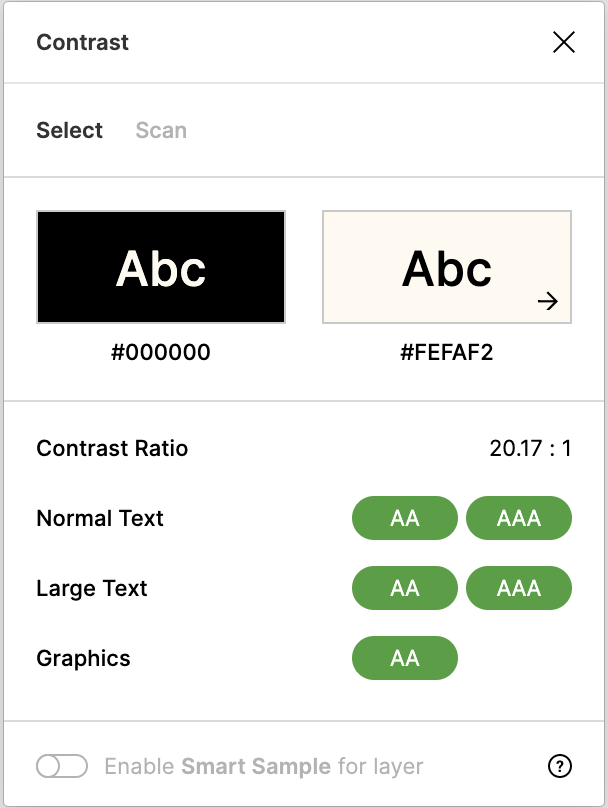 Contrast
Select Scan
Abc Abc
#000000 #FEFAF2
Contrast Ratio 20.17 : 1
Normal Text AA AAA
Large Text AA AAA
Graphics AA
Enable Smart Sample for layer ?